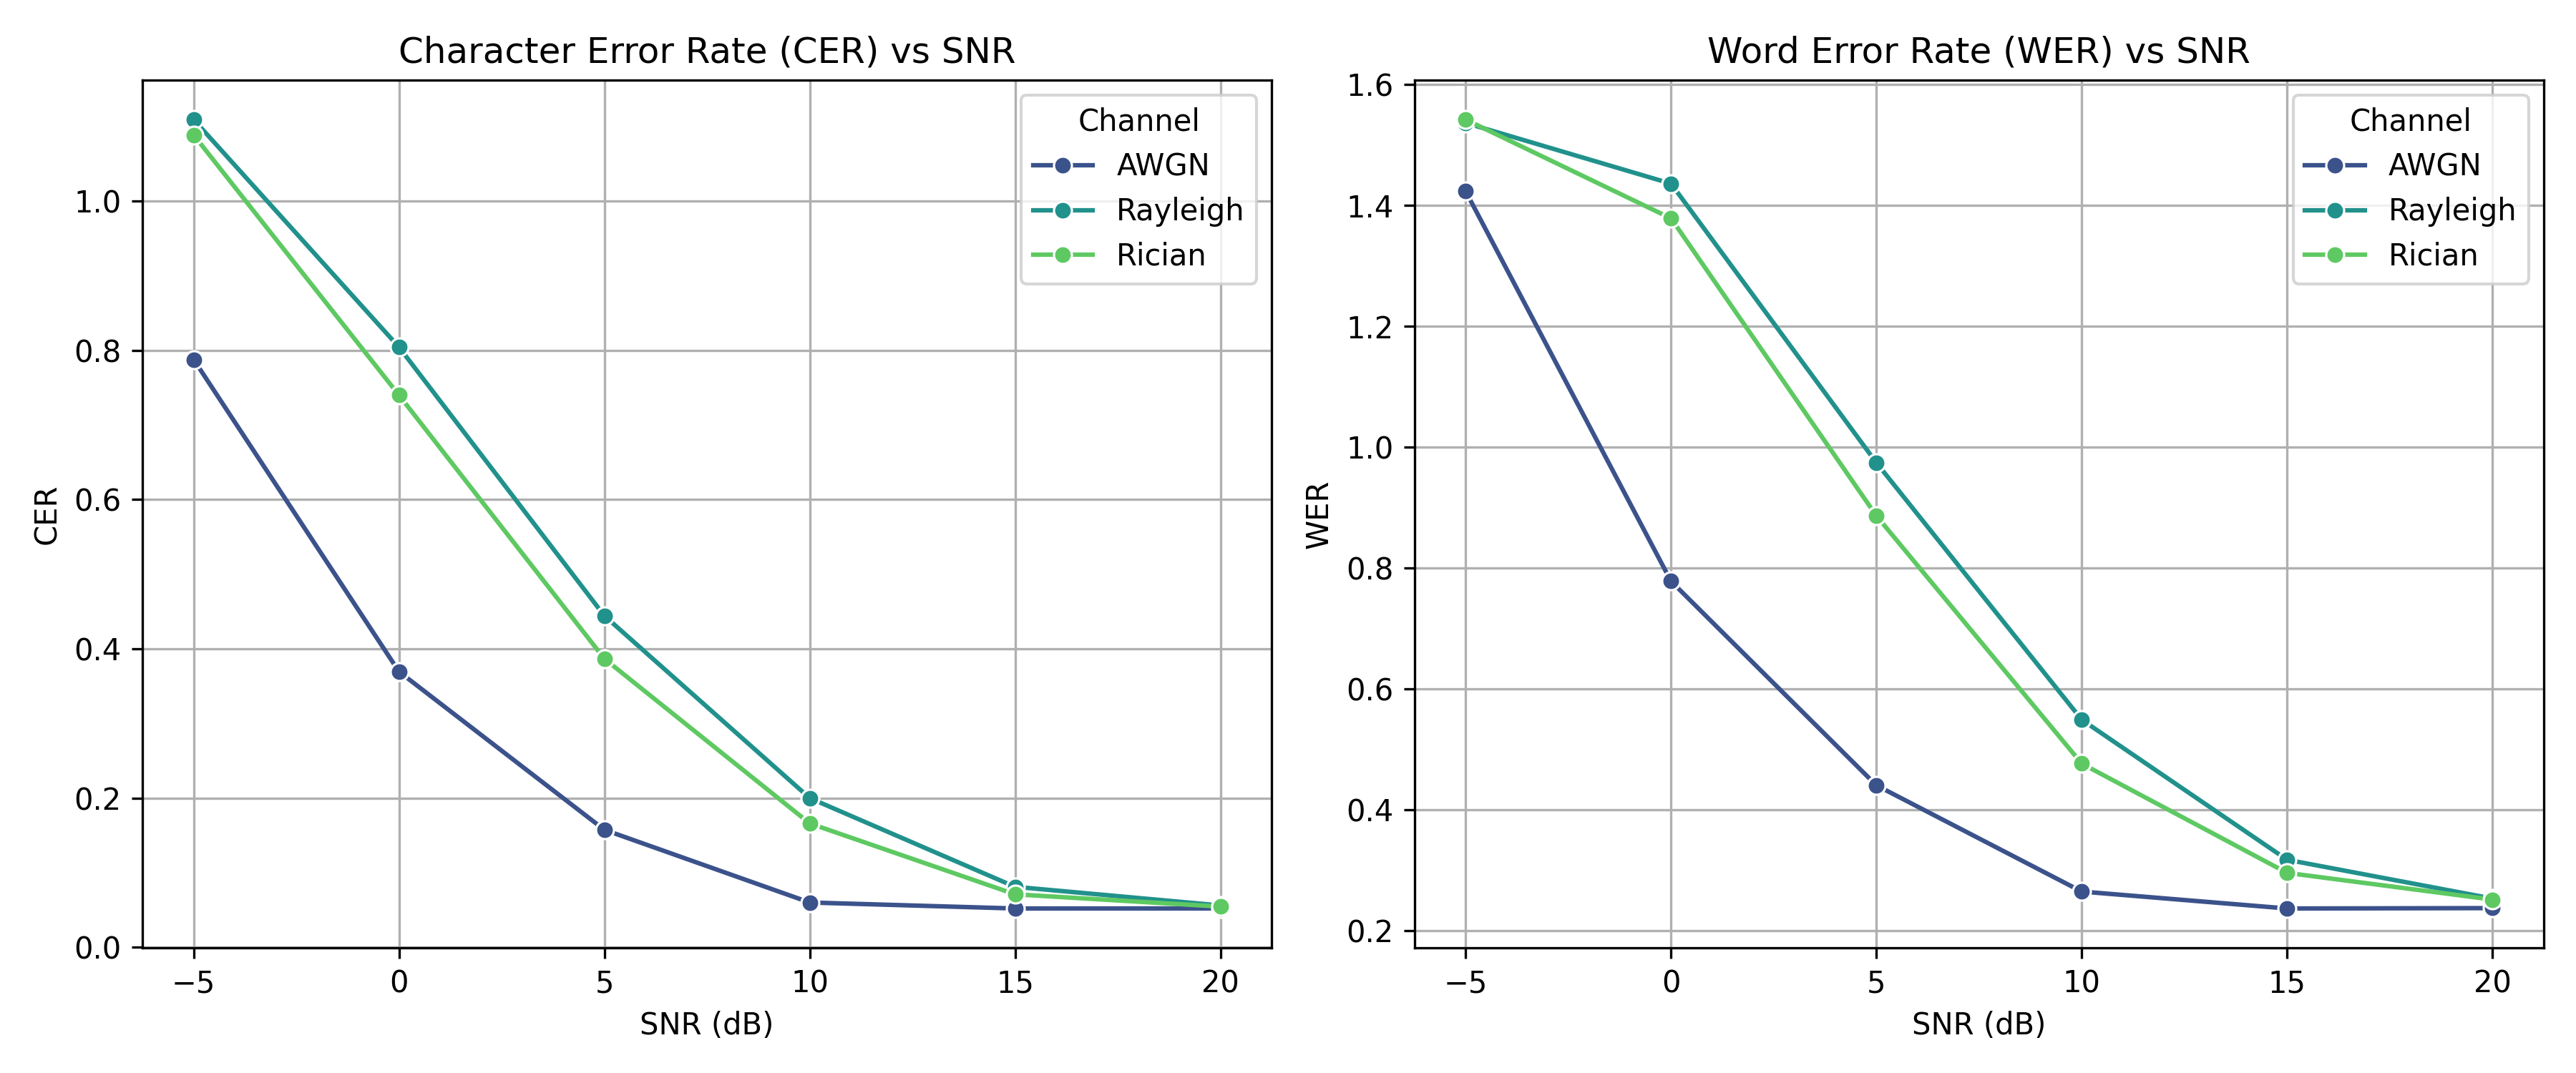 Character Error Rate (CER) vs SNR
Channel
AWGN
Rayleigh
Rician
1.0
0.8
0.6
0.4
0.2
0.0
CER
−5 0 5 10 15 20
SNR (dB)
Word Error Rate (WER) vs SNR
Channel
AWGN
Rayleigh
Rician
1.6
1.4
1.2
1.0
0.8
0.6
0.4
0.2
WER
−5 0 5 10 15 20
SNR (dB)